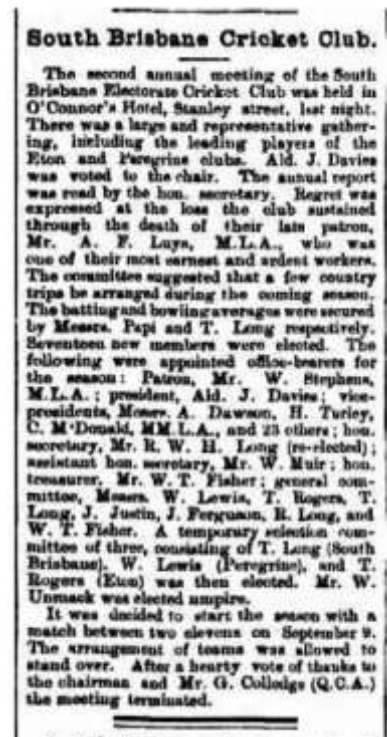 South Brisbane Cricket Club.
The second annual meeting of the South
Brisbane Electorate Cricket Club was held in
O'Connor's Hotel, Stanley street, last night.
There was a large and representative gather-
ing, including the leading players of the
Eton and Peregrine clubs. Ald. J. Davies
was voted to the chair. The annual report
was read by the hon. secretary. Regret was
expressed at the loss the club sustained
through the death of their late patron,
Mr. A. F. Luya, M.L.A., who was
one of their most earnest and ardent workers.
The committee suggested that a few country
trips be arranged during the coming season.
The batting and bowling averages were secured
by Messrs. Papi and T. Long respectively.
Seventeen new members were elected. The
following were appointed office-bearers for
the season: Patron, Mr. W. Stephens,
M.L.A.; president, Ald. J. Davies; vice-
presidents, Messrs. A. Dawson, H. Turley,
C. M'Donald, MM.L.A., and 23 others; hon.
secretary, Mr. R. W. H. Long (re-elected);
assistant hon. secretary, Mr. W. Muir; hon.
treasurer, Mr. W. T. Fisher; general com-
mittee, Messrs. W. Lewis, T. Rogers, T.
Long, J. Justin, J. Ferguson, R. Long, and
W. T. Fisher. A temporary selection com-
mittee of three, consisting of T. Long (South
Brisbane), W. Lewis (Peregrine), and T.
Rogers (Eton) was then elected. Mr. W.
Unmack was elected umpire.
It was decided to start the season with a
match between two elevens on September 9.
The arrangement of teams was allowed to
stand over. After a hearty vote of thanks to
the chairman and Mr. G. Colledge (Q.C.A.)
the meeting terminated.